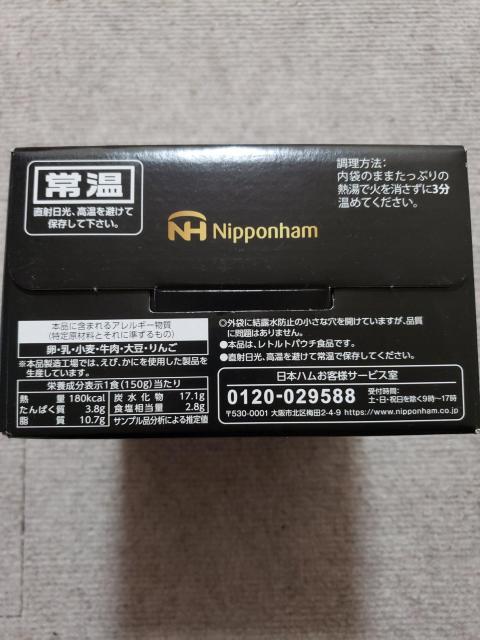 常温
直射日光、高温を避けて
保存して下さい。
調理方法:
内袋のままたっぷりの
熱湯で火を消さずに3分
温めてください。
NH Nipponham
本品に含まれるアレルギー物質
(特定原材料とそれに準ずるもの)
卵・乳・小麦・牛肉・大豆・りんご
※本品製造工場では、えび、かにを使用した製品を
生産しています。
栄養成分表示1食(150g)当たり
熱量 180kcal 炭水化物 17.1g
たんぱく質 3.8g 食塩相当量 2.8g
脂質 10.7g サンプル品分析による推定値
◎外袋に結露水防止の小さな穴を開けていますが、品質
に問題はありません。
●本品は、レトルトパウチ食品です。
●直射日光、高温を避けて常温で保存してください。
日本ハムお客様サービス室
0120-029588 受付時間:
土・日・祝日を除く9時〜17時
〒530-0001 大阪市北区梅田2-4-9 https://www.nipponham.co.jp